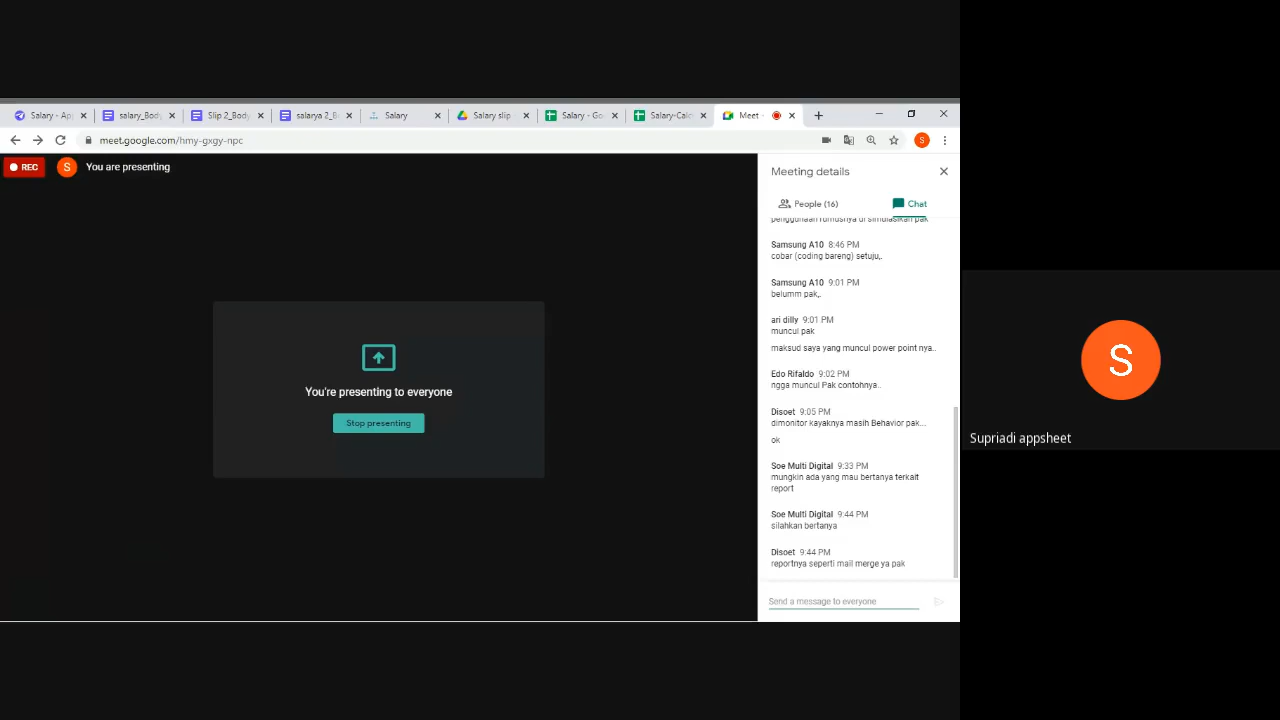 Salary - Ap
salary_Body
Slip 2_Body
salarya 2_B
Salary
Salary slip
Salary - Go
Salary-Calc
Meet -
meet.google.com/hmy-gxgy-npc
S
REC
S
You are presenting
Meeting details
People (16)
Chat
penggunaan rumusnya di simulasikan pak
Samsung A10 8:46 PM
cobar (coding bareng) setuju,.
Samsung A10 9:01 PM
belumm pak,.
ari dilly 9:01 PM
muncul pak
maksud saya yang muncul power point nya..
Edo Rifaldo 9:02 PM
ngga muncul Pak contohnya..
Disoet 9:05 PM
dimonitor kayaknya masih Behavior pak...
ok
Soe Multi Digital 9:33 PM
mungkin ada yang mau bertanya terkait
report
Soe Multi Digital 9:44 PM
silahkan bertanya
Disoet 9:44 PM
reportnya seperti mail merge ya pak
Send a message to everyone
You're presenting to everyone
Stop presenting
S
Supriadi appsheet